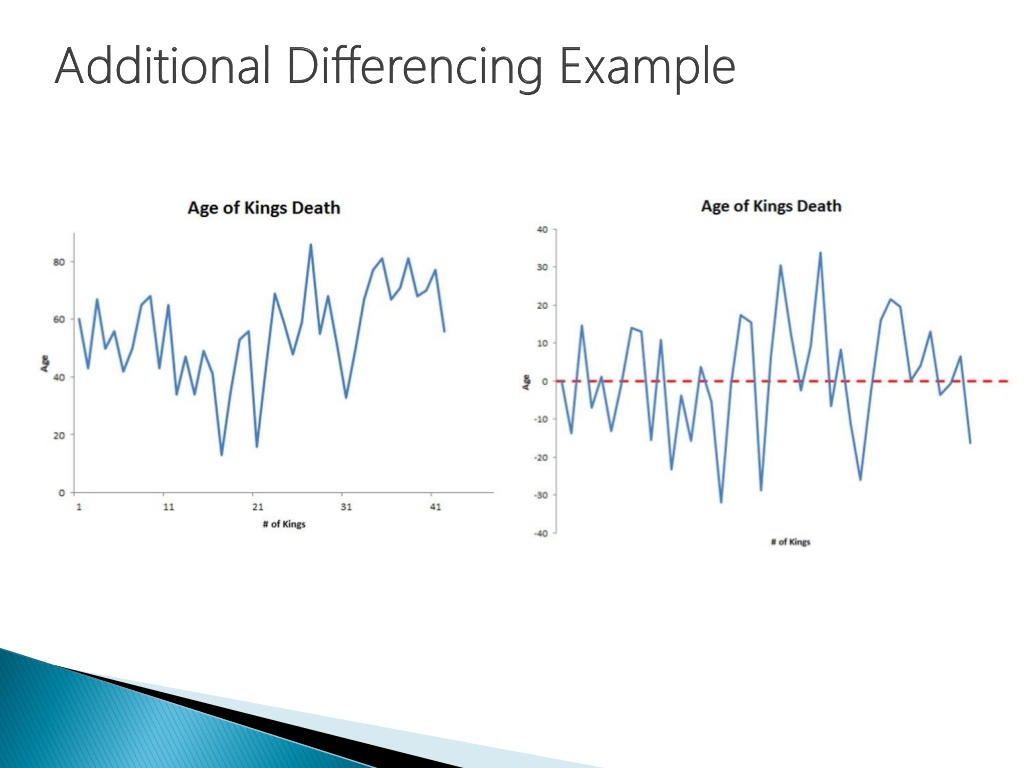 Additional Differencing Example
Age of Kings Death
80
60
40
20
0
Age
1 11 21 31 41
# of Kings
Age of Kings Death
40
30
20
10
0
-10
-20
-30
-40
Age
# of Kings